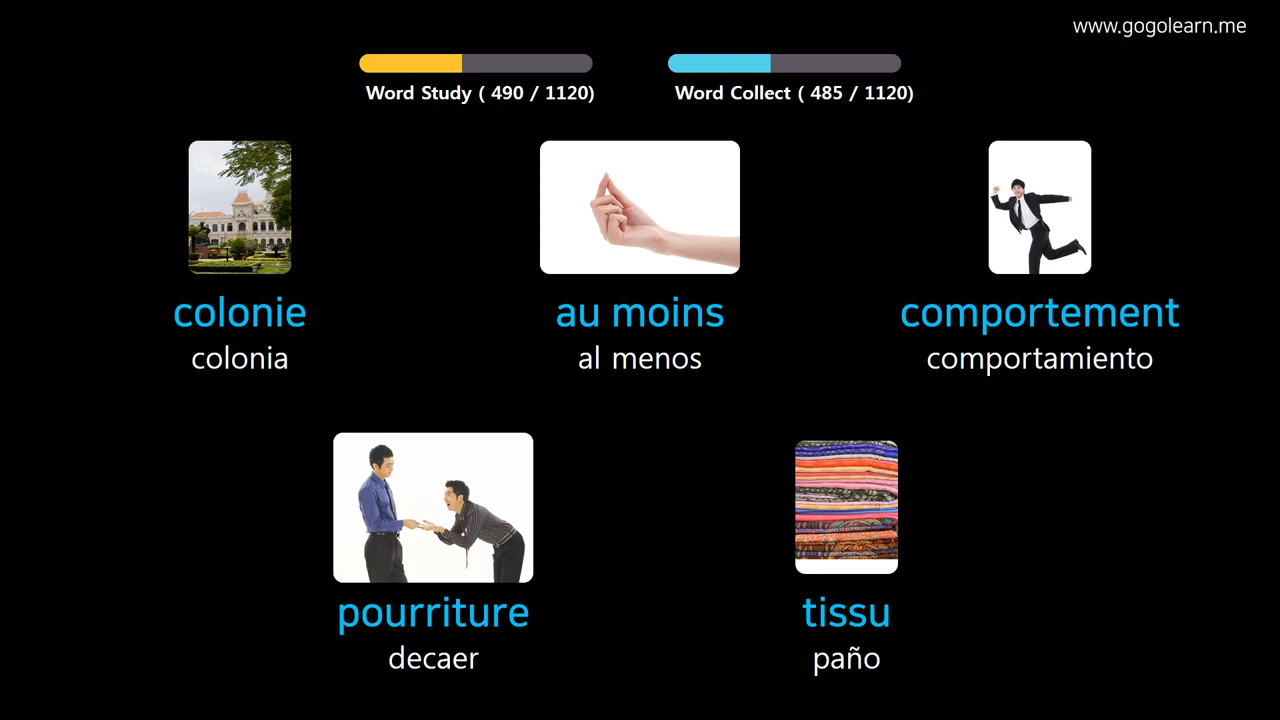 www.gogolearn.me
Word Study ( 490 / 1120)
Word Collect ( 485 / 1120)
colonie
colonia
au moins
al menos
comportement
comportamiento
pourriture
decaer
tissu
paño